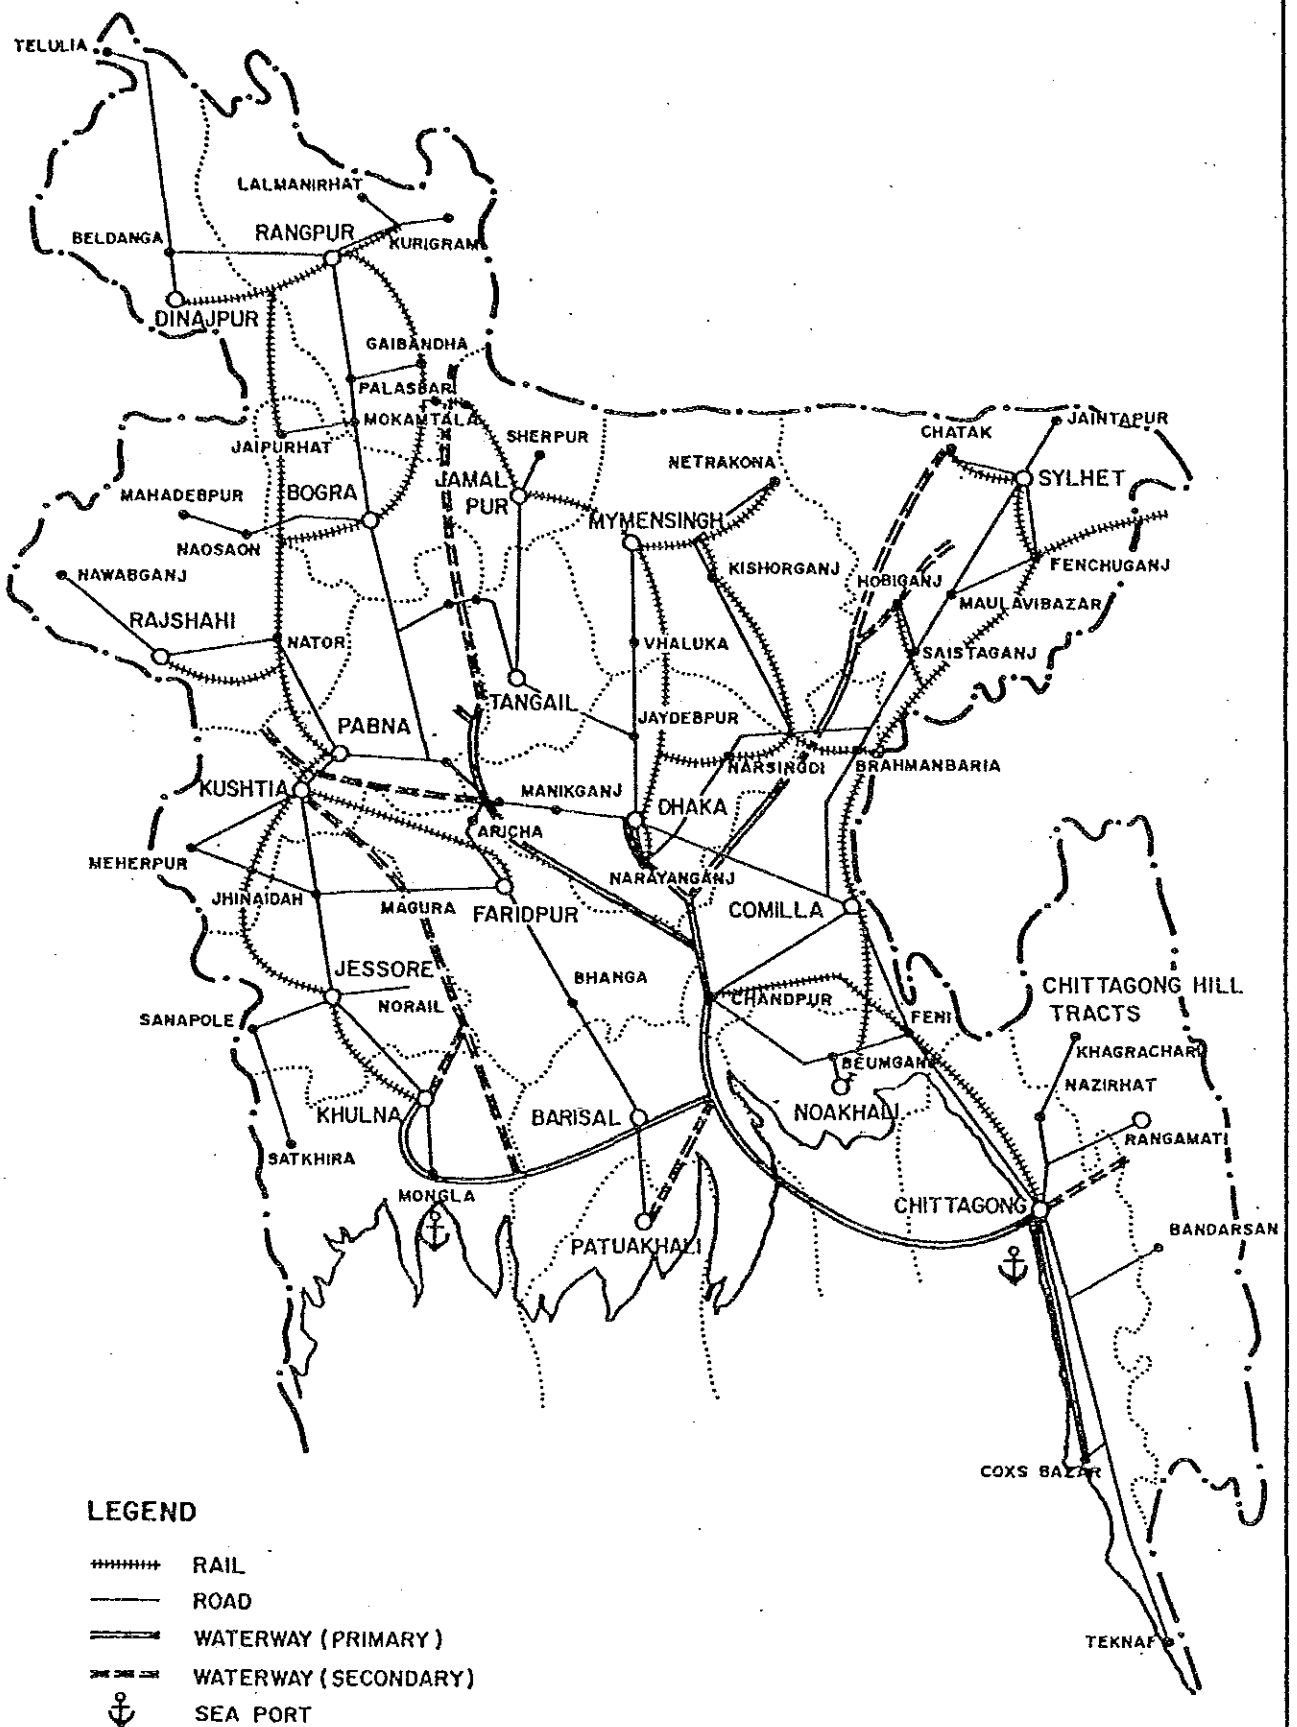 TELULIA
LALMANIRHAT
BELDANGA
RANGPUR
KURIGRAM
DINAJPUR
GAIBANDHA
PALASBARI
MOKAMTALA
JAIPURHAT
SHERPUR
NETRAKONA
CHATAK
JAINTAPUR
SYLHET
MAHADEBPUR
BOGRA
JAMAL
PUR
MYMENSINGH
NAOSAON
NAWABGANJ
KISHORGANJ
HOBIGANJ
FENCHUGANJ
MAULAVIBAZAR
RAJSHAHI
NATOR
VHALUKA
SAISTAGANJ
TANGAIL
JAYDEBPUR
PABNA
NARSINGDI
BRAHMANBARIA
KUSHTIA
MANIKGANJ
DHAKA
ARICHA
MEHERPUR
NARAYANGANJ
JHINAIDAH
MAGURA
FARIDPUR
COMILLA
JESSORE
BHANGA
CHANDPUR
CHITTAGONG HILL
TRACTS
NORAIL
SANAPOLE
FENI
KHAGRACHARI
BEUMGANJ
NAZIRHAT
KHULNA
BARISAL
NOAKHALI
RANGAMATI
SATKHIRA
MONGLA
CHITTAGONG
BANDARSAN
PATUAKHALI
COXS BAZAR
TEKNAF
LEGEND
RAIL
ROAD
WATERWAY (PRIMARY)
WATERWAY (SECONDARY)
SEA PORT